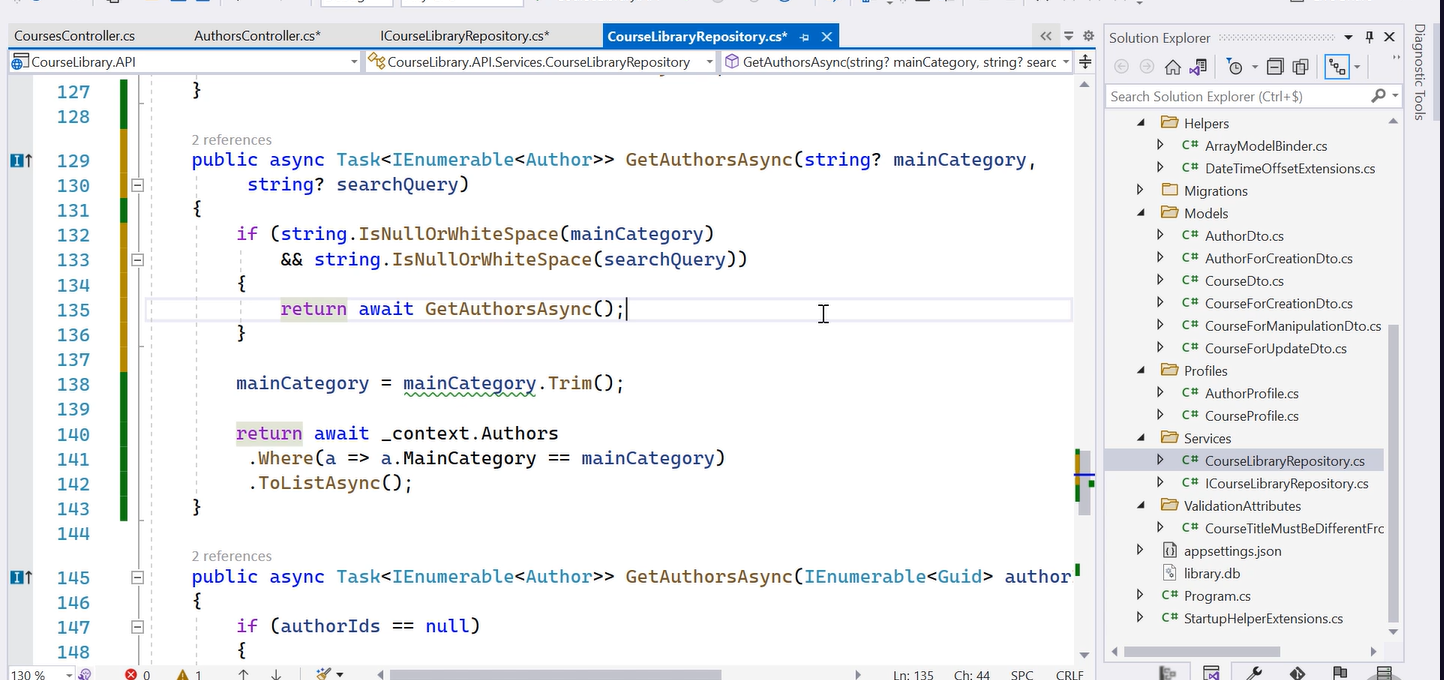 CoursesController.cs AuthorsController.cs* ICourseLibraryRepository.cs* CourseLibraryRepository.cs*
CourseLibrary.API CourseLibrary.API.Services.CourseLibraryRepository GetAuthorsAsync(string? mainCategory, string? searc
127 }
128
2 references
129 public async Task<IEnumerable<Author>> GetAuthorsAsync(string? mainCategory,
130 string? searchQuery)
131 {
132 if (string.IsNullOrWhiteSpace(mainCategory)
133 && string.IsNullOrWhiteSpace(searchQuery))
134 {
135 return await GetAuthorsAsync();
136 }
137
138 mainCategory = mainCategory.Trim();
139
140 return await _context.Authors
141 .Where(a => a.MainCategory == mainCategory)
142 .ToListAsync();
143 }
144
2 references
145 public async Task<IEnumerable<Author>> GetAuthorsAsync(IEnumerable<Guid> author
146 {
147 if (authorIds == null)
148 {
130 % 0 1 Ln: 135 Ch: 44 SPC CRLF
Solution Explorer
Search Solution Explorer (Ctrl+$)
Helpers
C# ArrayModelBinder.cs
C# DateTimeOffsetExtensions.cs
Migrations
Models
C# AuthorDto.cs
C# AuthorForCreationDto.cs
C# CourseDto.cs
C# CourseForCreationDto.cs
C# CourseForManipulationDto.cs
C# CourseForUpdateDto.cs
Profiles
C# AuthorProfile.cs
C# CourseProfile.cs
Services
C# CourseLibraryRepository.cs
C# ICourseLibraryRepository.cs
ValidationAttributes
C# CourseTitleMustBeDifferentFrc
appsettings.json
library.db
C# Program.cs
C# StartupHelperExtensions.cs
Diagnostic Tools